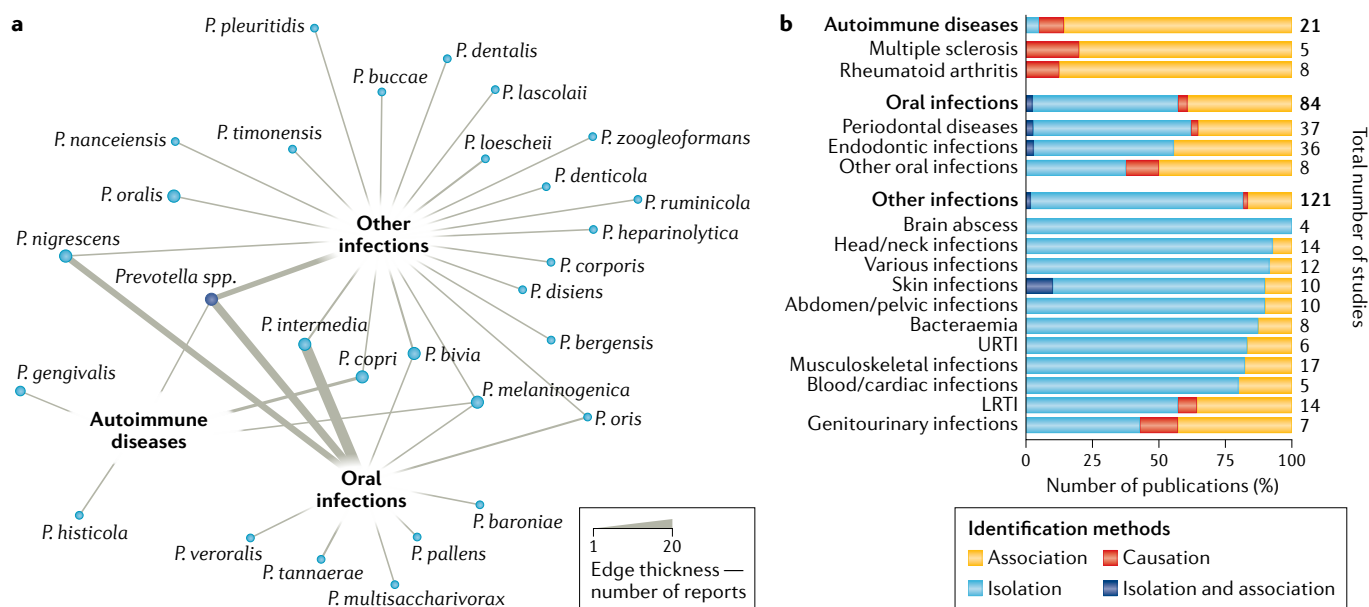 a
P. pleuritidis
P. dentalis
P. buccae
P. lascolaii
P. nanceiensis
P. timonensis
P. loescheii
P. zoogleoformans
P. denticola
P. oralis
P. ruminicola
Other
infections
P. nigrescens
P. heparinolytica
Prevotella spp.
P. corporis
P. disiens
P. intermedia
P. copri
P. bivia
P. bergensis
P. gengivalis
P. melaninogenica
Autoimmune
diseases
P. oris
Oral
infections
P. histicola
P. baroniae
P. veroralis
P. pallens
P. tannaerae
P. multisaccharivorax
1 20
Edge thickness —
number of reports
b
Autoimmune diseases 21
Multiple sclerosis 5
Rheumatoid arthritis 8
Oral infections 84
Periodontal diseases 37
Endodontic infections 36
Other oral infections 8
Other infections 121
Brain abscess 4
Head/neck infections 14
Various infections 12
Skin infections 10
Abdomen/pelvic infections 10
Bacteraemia 8
URTI 6
Musculoskeletal infections 17
Blood/cardiac infections 5
LRTI 14
Genitourinary infections 7
Total number of studies
0 25 50 75 100
Number of publications (%)
Identification methods
Association Causation
Isolation Isolation and association